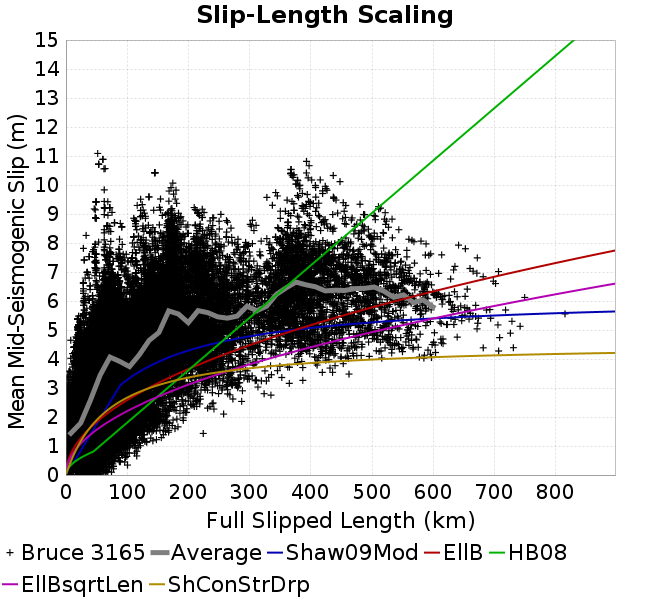 Slip-Length Scaling
Mean Mid-Seismogenic Slip (m)
15
14
13
12
11
10
9
8
7
6
5
4
3
2
1
0
0 100 200 300 400 500 600 700 800
Full Slipped Length (km)
Bruce 3165 Average Shaw09Mod EllB HB08
EllBsqrtLen ShConStrDrp